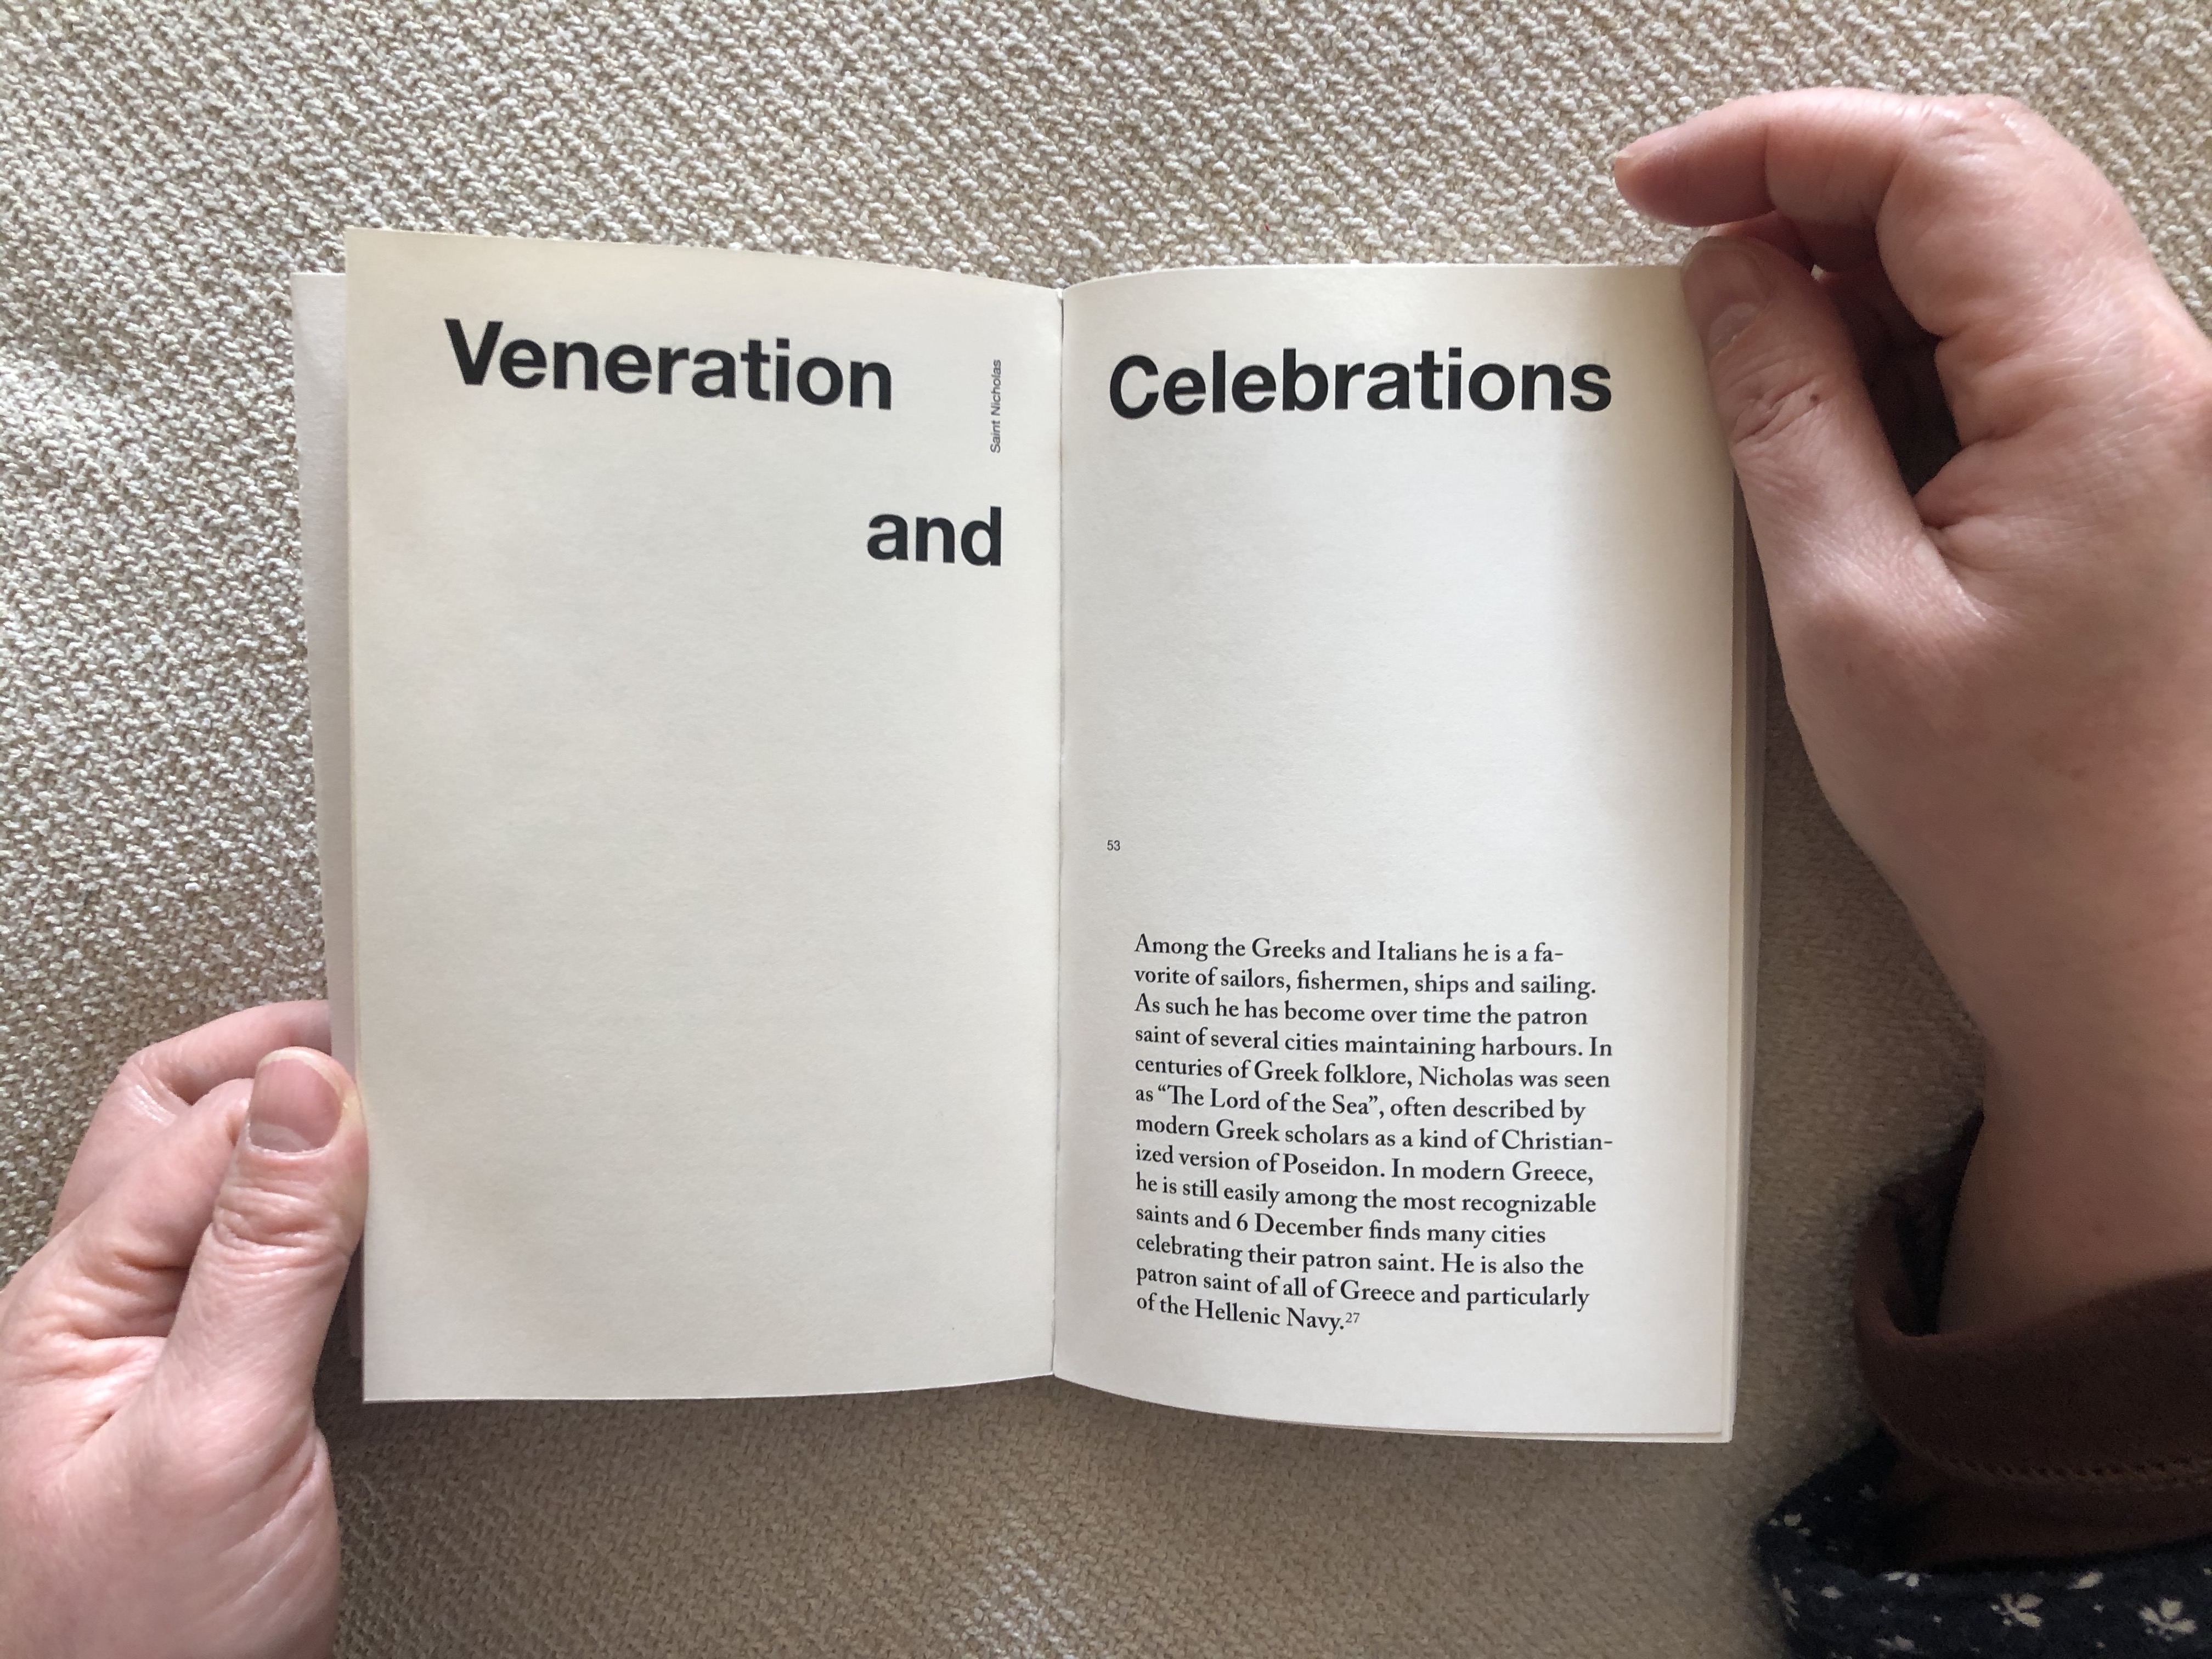 Veneration
Saint Nicholas
and
Celebrations
53
Among the Greeks and Italians he is a fa-
vorite of sailors, fishermen, ships and sailing.
As such he has become over time the patron
saint of several cities maintaining harbours. In
centuries of Greek folklore, Nicholas was seen
as “The Lord of the Sea”, often described by
modern Greek scholars as a kind of Christian-
ized version of Poseidon. In modern Greece,
he is still easily among the most recognizable
saints and 6 December finds many cities
celebrating their patron saint. He is also the
patron saint of all of Greece and particularly
of the Hellenic Navy.27